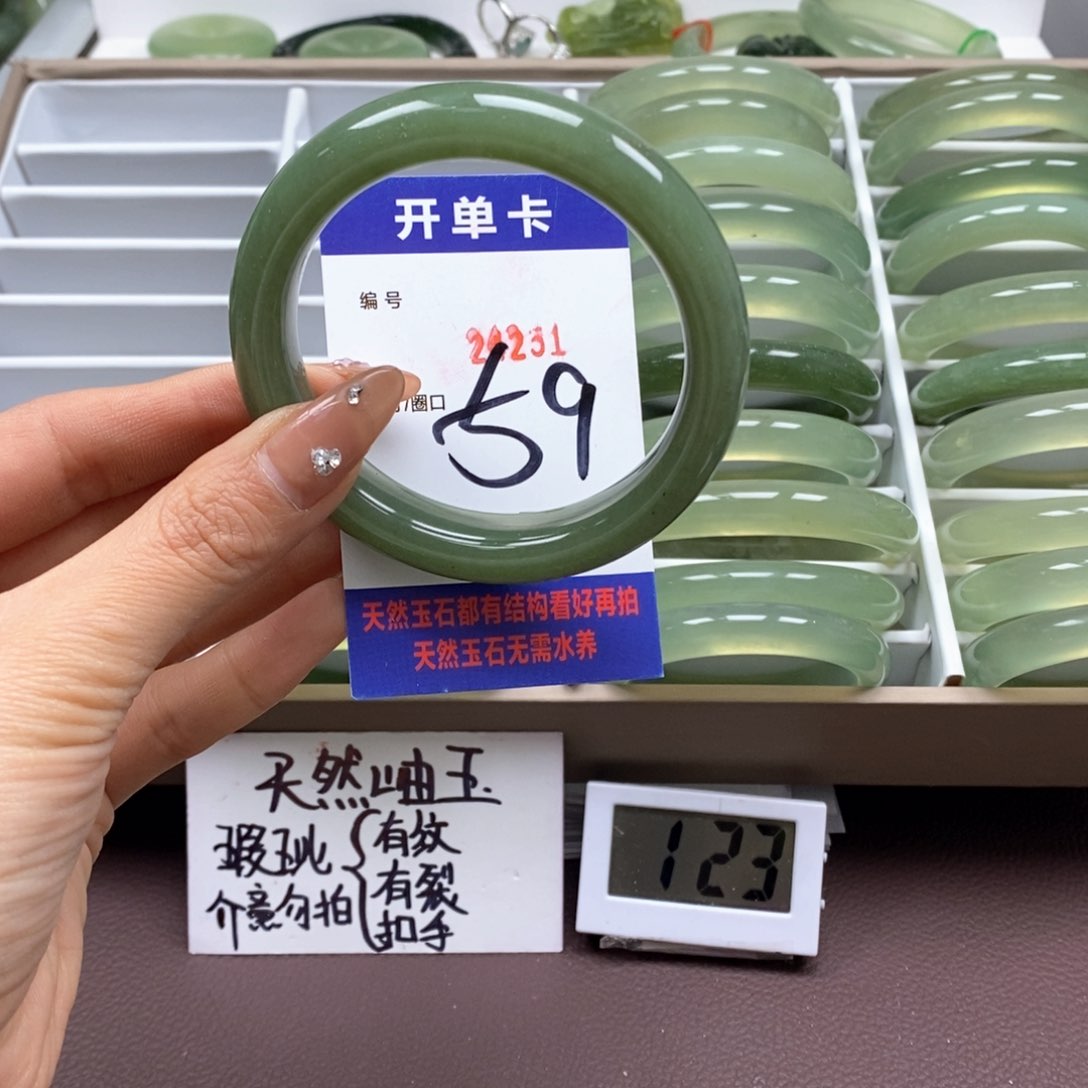 开单卡
编号
24231
/圈口
59
天然玉石都有结构看好再拍
天然玉石无需水养
天然岫玉
瑕玼
介意勿拍
有纹
有裂
扣手
123